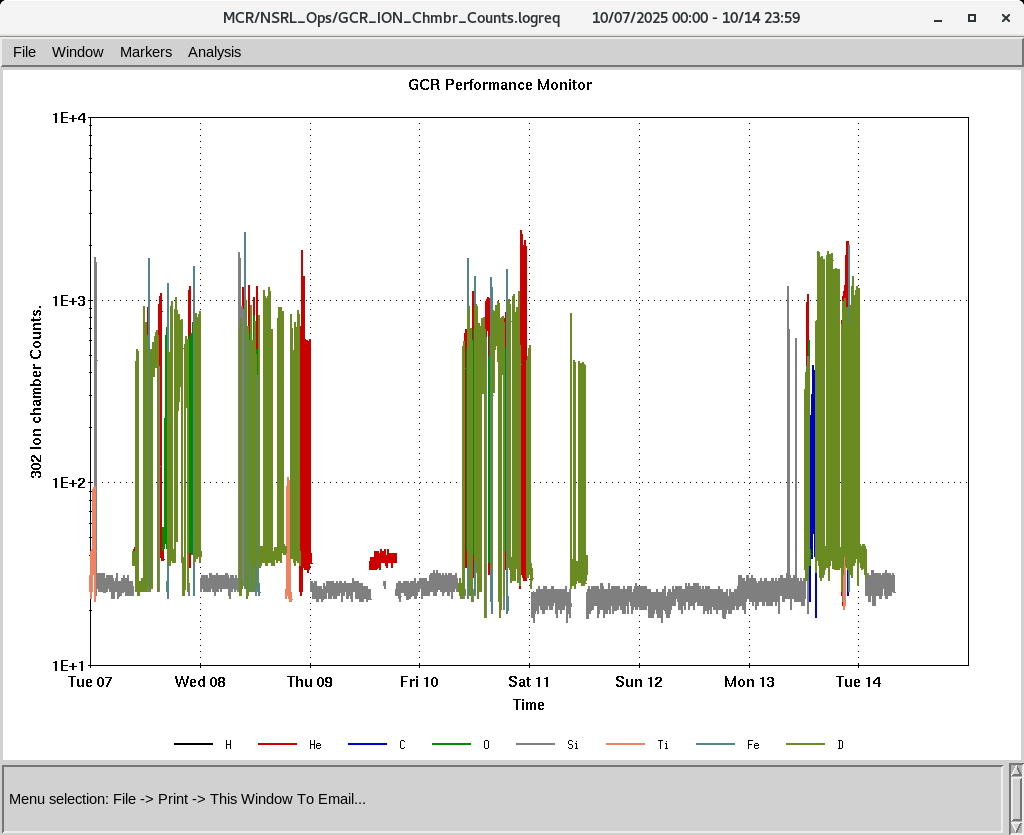 MCR/NSRL_Ops/GCR_ION_Chmbr_Counts.logreq 10/07/2025 00:00 - 10/14 23:59
File Window Markers Analysis
GCR Performance Monitor
1E+4
1E+3
1E+2
1E+1
302 Ion chamber Counts.
Tue 07 Wed 08 Thu 09 Fri 10 Sat 11 Sun 12 Mon 13 Tue 14
Time
H He C O Si Ti Fe D
Menu selection: File -> Print -> This Window To Email...